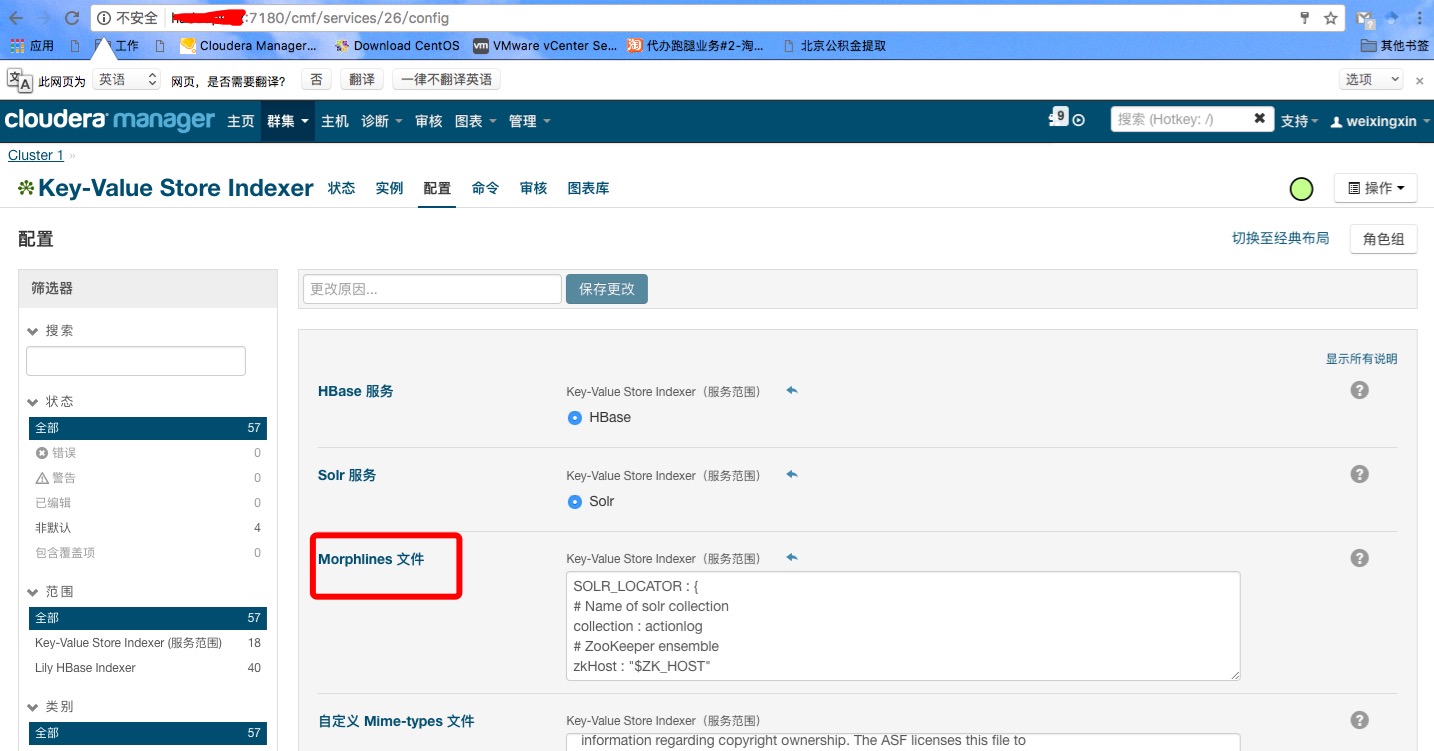 不安全 :7180/cmf/services/26/config
应用 工作 Cloudera Manager... Download CentOS vm VMware vCenter Se... 淘 代办跑腿业务#2-淘... 北京公积金提取 其他书签
文A 此网页为 英语 网页，是否需要翻译? 否 翻译 一律不翻译英语 选项 ×
cloudera manager 主页 群集 主机 诊断 审核 图表 管理 9 搜索 (Hotkey: /) 支持 weixingxin
Cluster 1 »
Key-Value Store Indexer 状态 实例 配置 命令 审核 图表库 操作
配置 切换至经典布局 角色组
筛选器
更改原因... 保存更改
搜索
显示所有说明
状态
全部 57
错误 0
警告 0
已编辑 0
非默认 4
包含覆盖项 0
范围
全部 57
Key-Value Store Indexer (服务范围) 18
Lily HBase Indexer 40
类别
全部 57
HBase 服务 Key-Value Store Indexer（服务范围） ?
HBase
Solr 服务 Key-Value Store Indexer（服务范围） ?
Solr
Morphlines 文件 Key-Value Store Indexer（服务范围） ?
SOLR_LOCATOR : {
# Name of solr collection
collection : actionlog
# ZooKeeper ensemble
zkHost : "$ZK_HOST"
自定义 Mime-types 文件 Key-Value Store Indexer（服务范围） ?
information regarding copyright ownership. The ASF licenses this file to